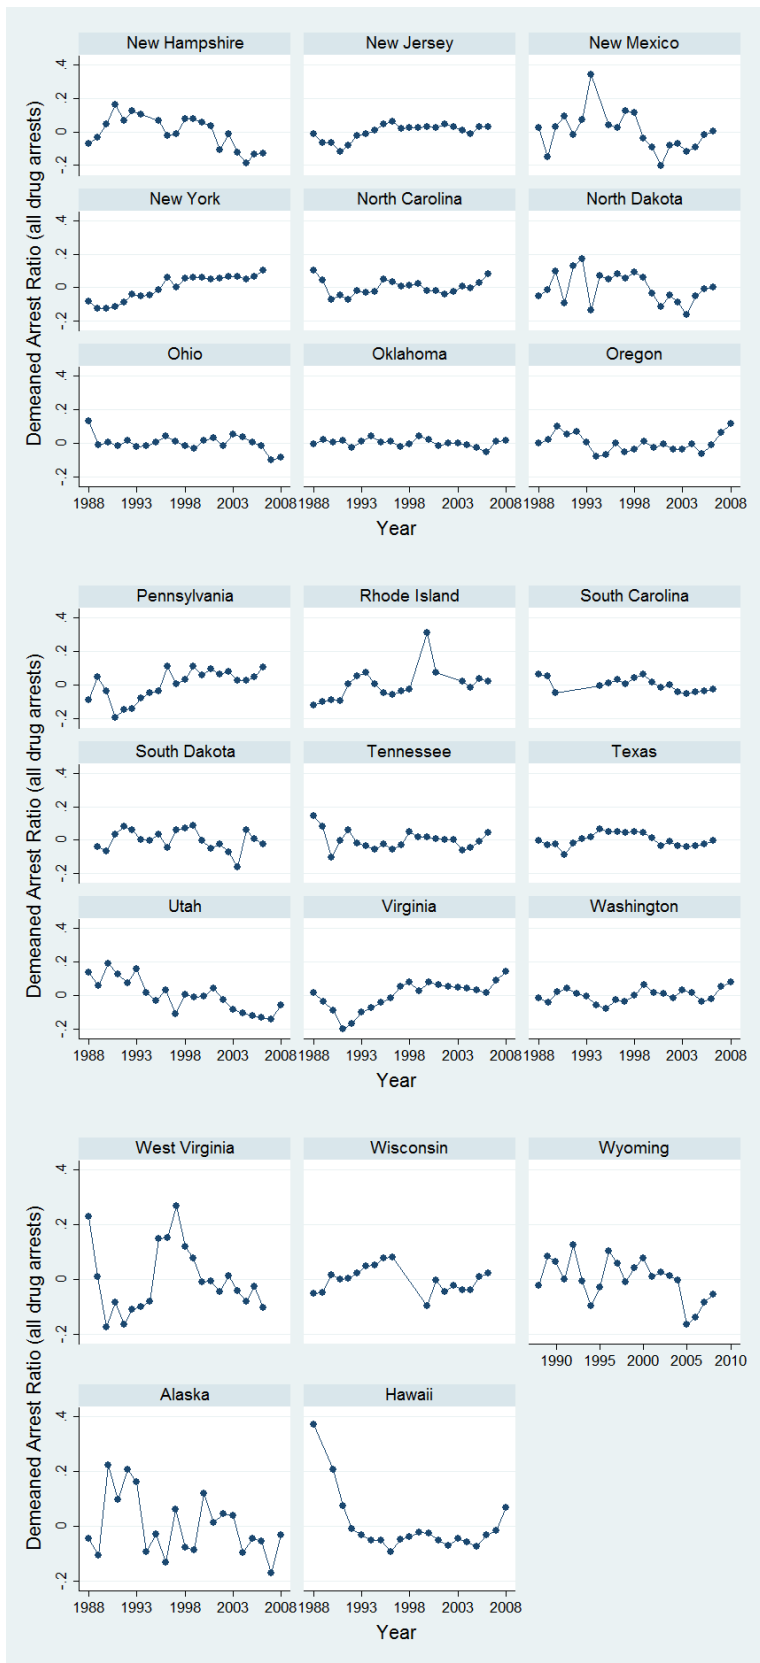 New Hampshire New Jersey New Mexico
Demeaned Arrest Ratio (all drug arrests)
.4
.2
0
-.2
New York North Carolina North Dakota
.4
.2
0
-.2
Ohio Oklahoma Oregon
.4
.2
0
-.2
1988 1993 1998 2003 2008 1988 1993 1998 2003 2008 1988 1993 1998 2003 2008
Year
Pennsylvania Rhode Island South Carolina
Demeaned Arrest Ratio (all drug arrests)
.4
.2
0
-.2
South Dakota Tennessee Texas
.4
.2
0
-.2
Utah Virginia Washington
.4
.2
0
-.2
1988 1993 1998 2003 2008 1988 1993 1998 2003 2008 1988 1993 1998 2003 2008
Year
West Virginia Wisconsin Wyoming
Demeaned Arrest Ratio (all drug arrests)
.4
.2
0
-.2
1990 1995 2000 2005 2010
Alaska Hawaii
.4
.2
0
-.2
1988 1993 1998 2003 2008 1988 1993 1998 2003 2008
Year